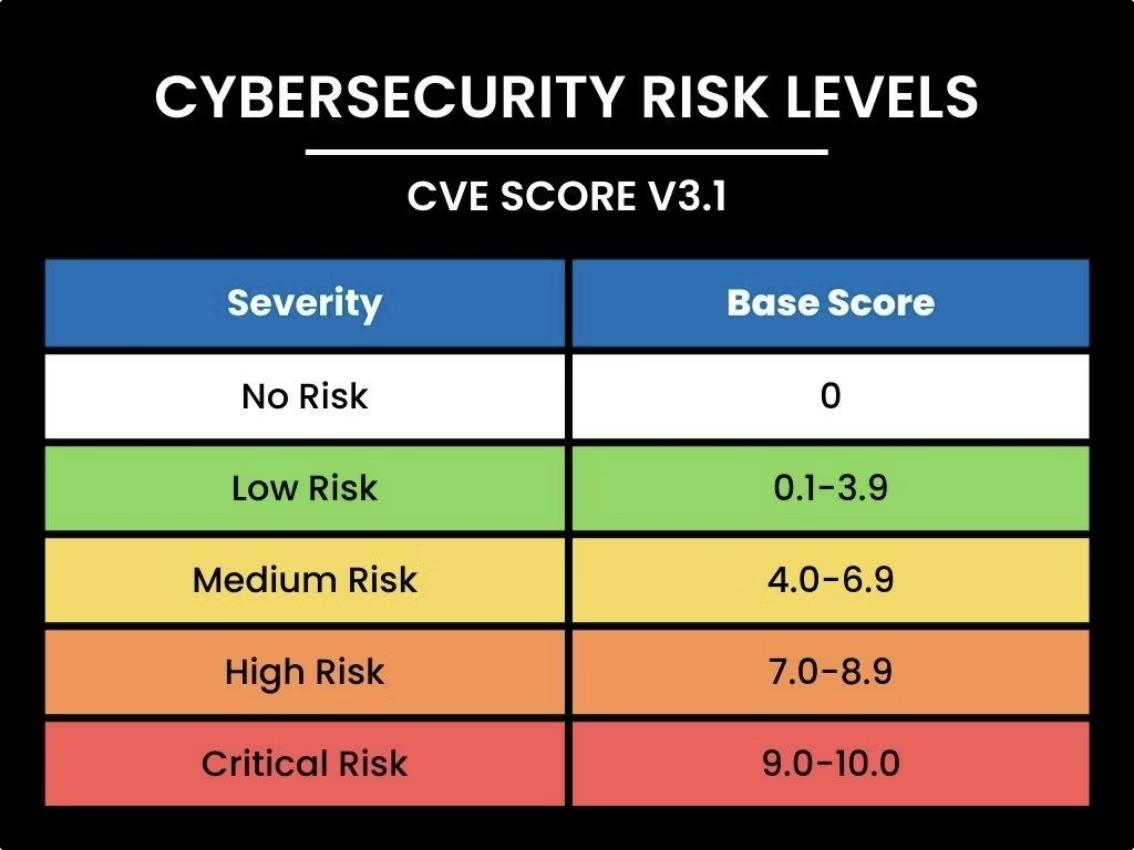 CYBERSECURITY RISK LEVELS
CVE SCORE V3.1
Severity Base Score
No Risk 0
Low Risk 0.1-3.9
Medium Risk 4.0-6.9
High Risk 7.0-8.9
Critical Risk 9.0-10.0